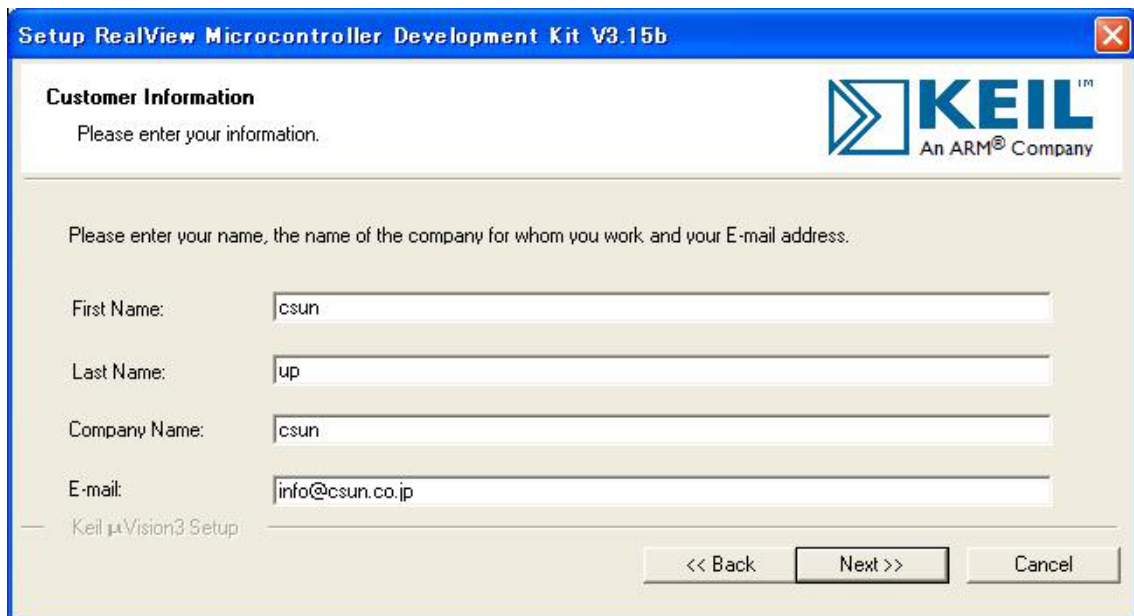 Setup RealView Microcontroller Development Kit V3.15b
Customer Information
Please enter your information.
KEIL™
An ARM® Company
Please enter your name, the name of the company for whom you work and your E-mail address.
First Name: csun
Last Name: up
Company Name: csun
E-mail: info@csun.co.jp
Keil µVision3 Setup
<< Back Next >> Cancel